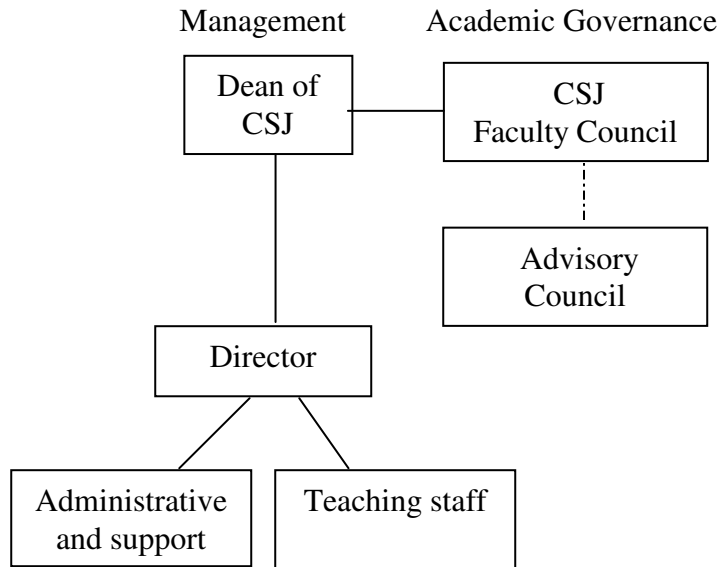 Management
Academic Governance
Dean of
CSJ
CSJ
Faculty Council
Advisory
Council
Director
Administrative
and support
Teaching staff